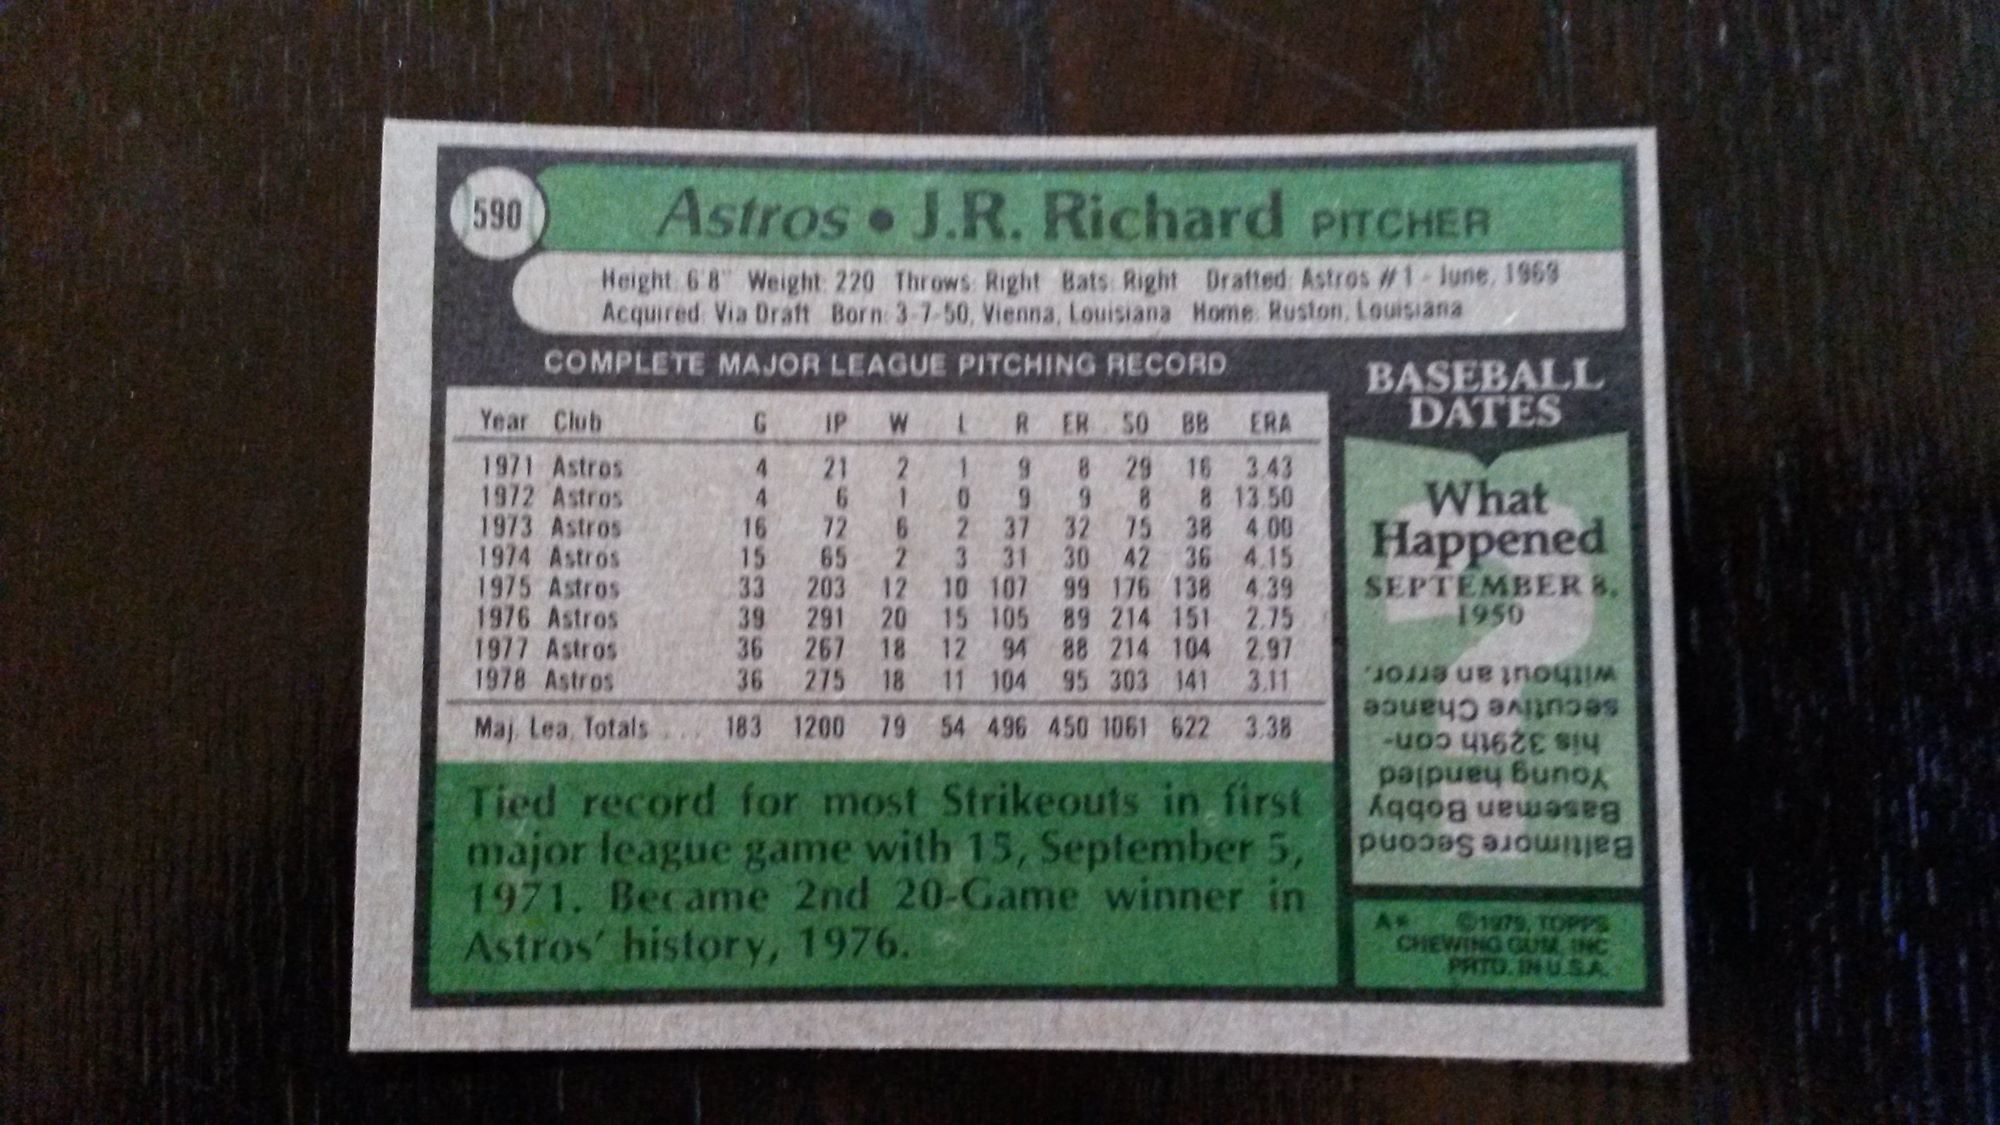 590
Astros • J.R. Richard PITCHER
Height: 6'8" Weight: 220 Throws: Right Bats: Right Drafted: Astros #1 - June, 1969
Acquired: Via Draft Born: 3-7-50, Vienna, Louisiana Home: Ruston, Louisiana
COMPLETE MAJOR LEAGUE PITCHING RECORD
Year Club G IP W L R ER SO BB ERA
1971 Astros 4 21 2 1 9 8 29 16 3.43
1972 Astros 4 6 1 0 9 9 8 8 13.50
1973 Astros 16 72 6 2 37 32 75 38 4.00
1974 Astros 15 65 2 3 31 30 42 36 4.15
1975 Astros 33 203 12 10 107 99 176 138 4.39
1976 Astros 39 291 20 15 105 89 214 151 2.75
1977 Astros 36 267 18 12 94 88 214 104 2.97
1978 Astros 36 275 18 11 104 95 303 141 3.11
Maj. Lea. Totals . . . 183 1200 79 54 496 450 1061 622 3.38
Tied record for most Strikeouts in first
major league game with 15, September 5,
1971. Became 2nd 20-Game winner in
Astros' history, 1976.
BASEBALL
DATES
What
Happened
SEPTEMBER 8,
1950
Baltimore Second
Baseman Bobby
Young handled
his 329th con-
secutive Chance
without an error.
A* ©1979, TOPPS
CHEWING GUM, INC
PRTD. IN U.S.A.